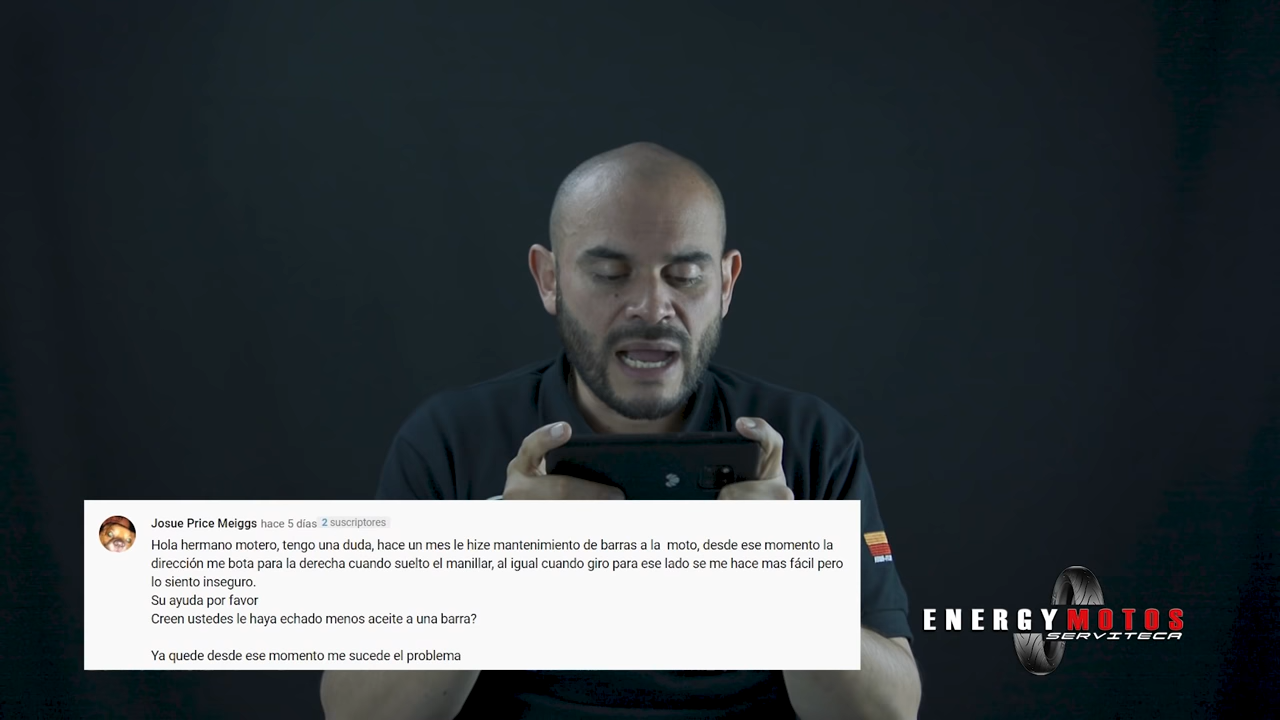 Josue Price Meiggs hace 5 días 2 suscriptores
Hola hermano motero, tengo una duda, hace un mes le hize mantenimiento de barras a la moto, desde ese momento la
dirección me bota para la derecha cuando suelto el manillar, al igual cuando giro para ese lado se me hace mas fácil pero
lo siento inseguro.
Su ayuda por favor
Creen ustedes le haya echado menos aceite a una barra?
Ya quede desde ese momento me sucede el problema
ENERGYMOTOS
SERVITECA